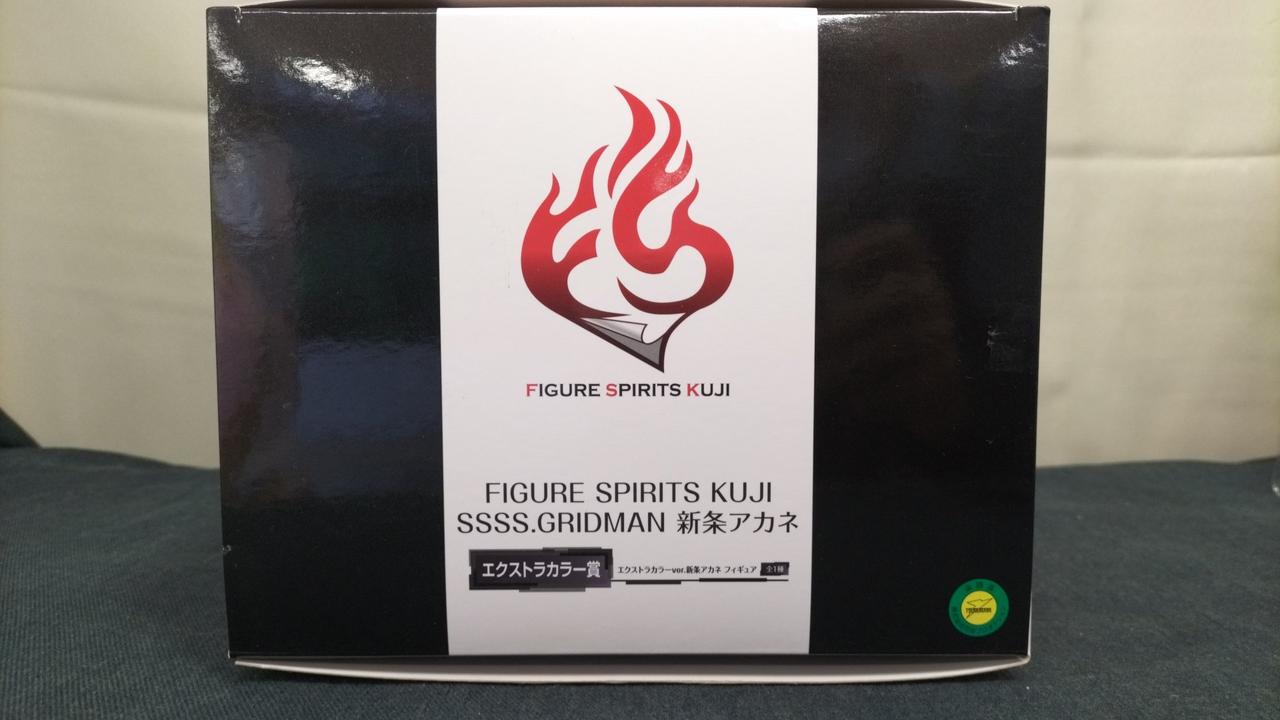 FIGURE SPIRITS KUJI
FIGURE SPIRITS KUJI
SSSS.GRIDMAN 新条アカネ
エクストラカラー賞
エクストラカラーver.新条アカネ フィギュア 全1種